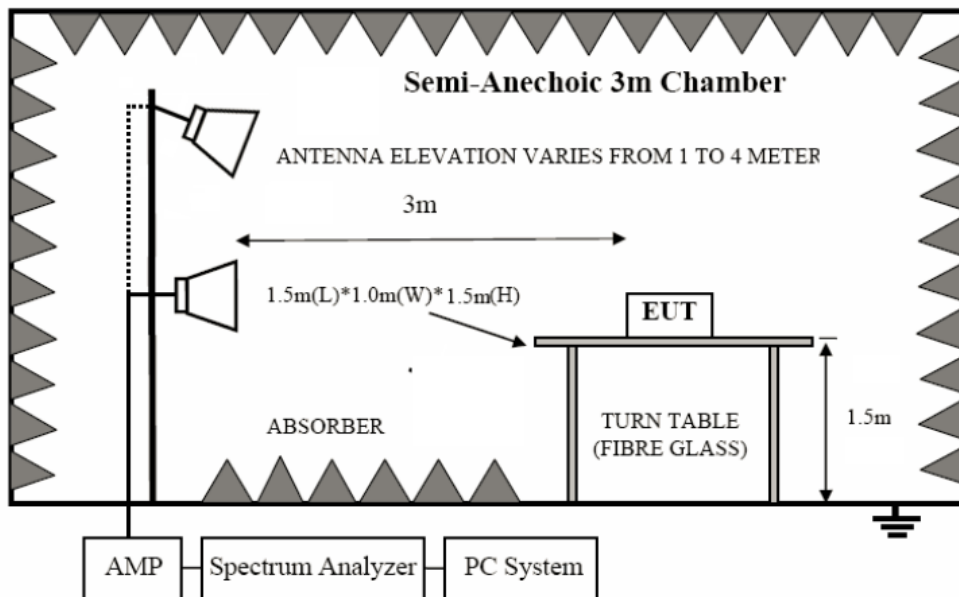 Semi-Anechoic 3m Chamber
ANTENNA ELEVATION VARIES FROM 1 TO 4 METER
3m
1.5m(L)*1.0m(W)*1.5m(H)
EUT
ABSORBER
TURN TABLE
(FIBRE GLASS)
1.5m
AMP
Spectrum Analyzer
PC System